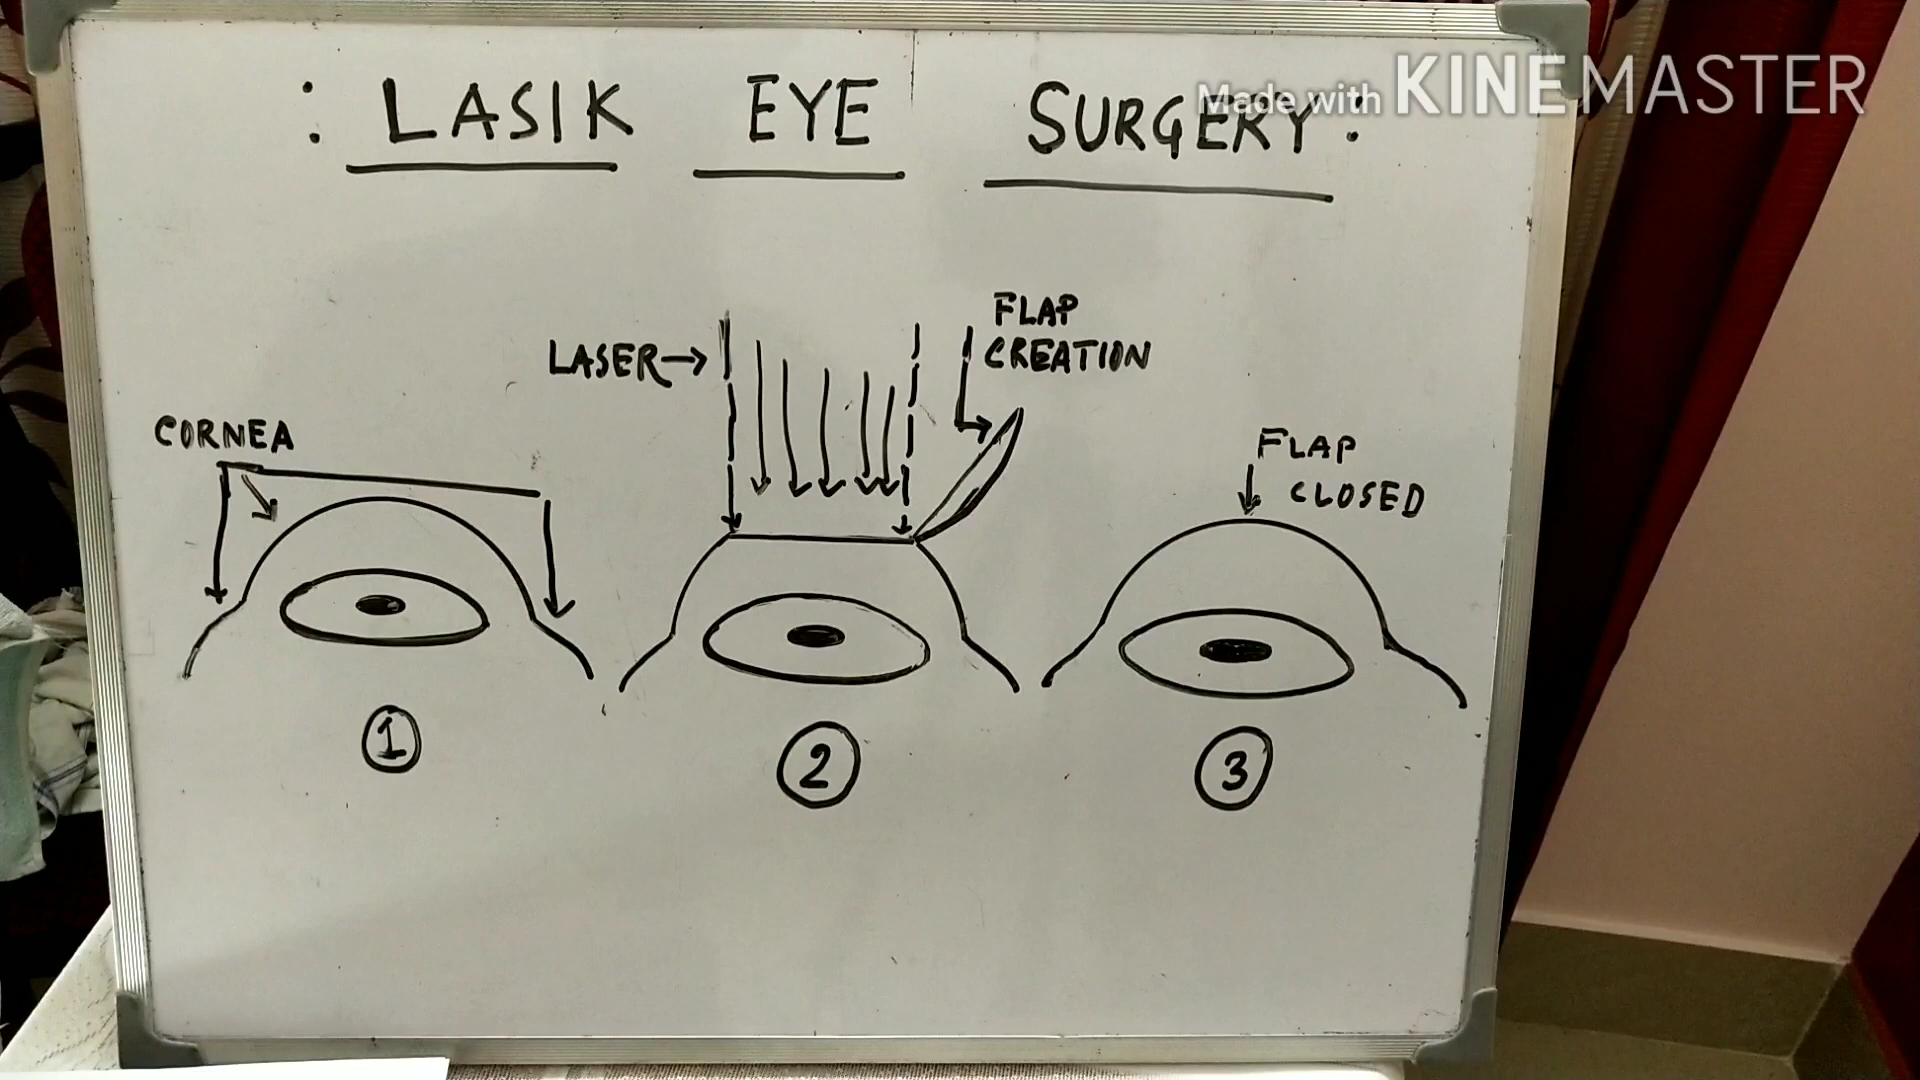 : LASIK EYE SURGERY :
Made with KINEMASTER
FLAP
CREATION
LASER→
CORNEA
FLAP
CLOSED
1
2
3